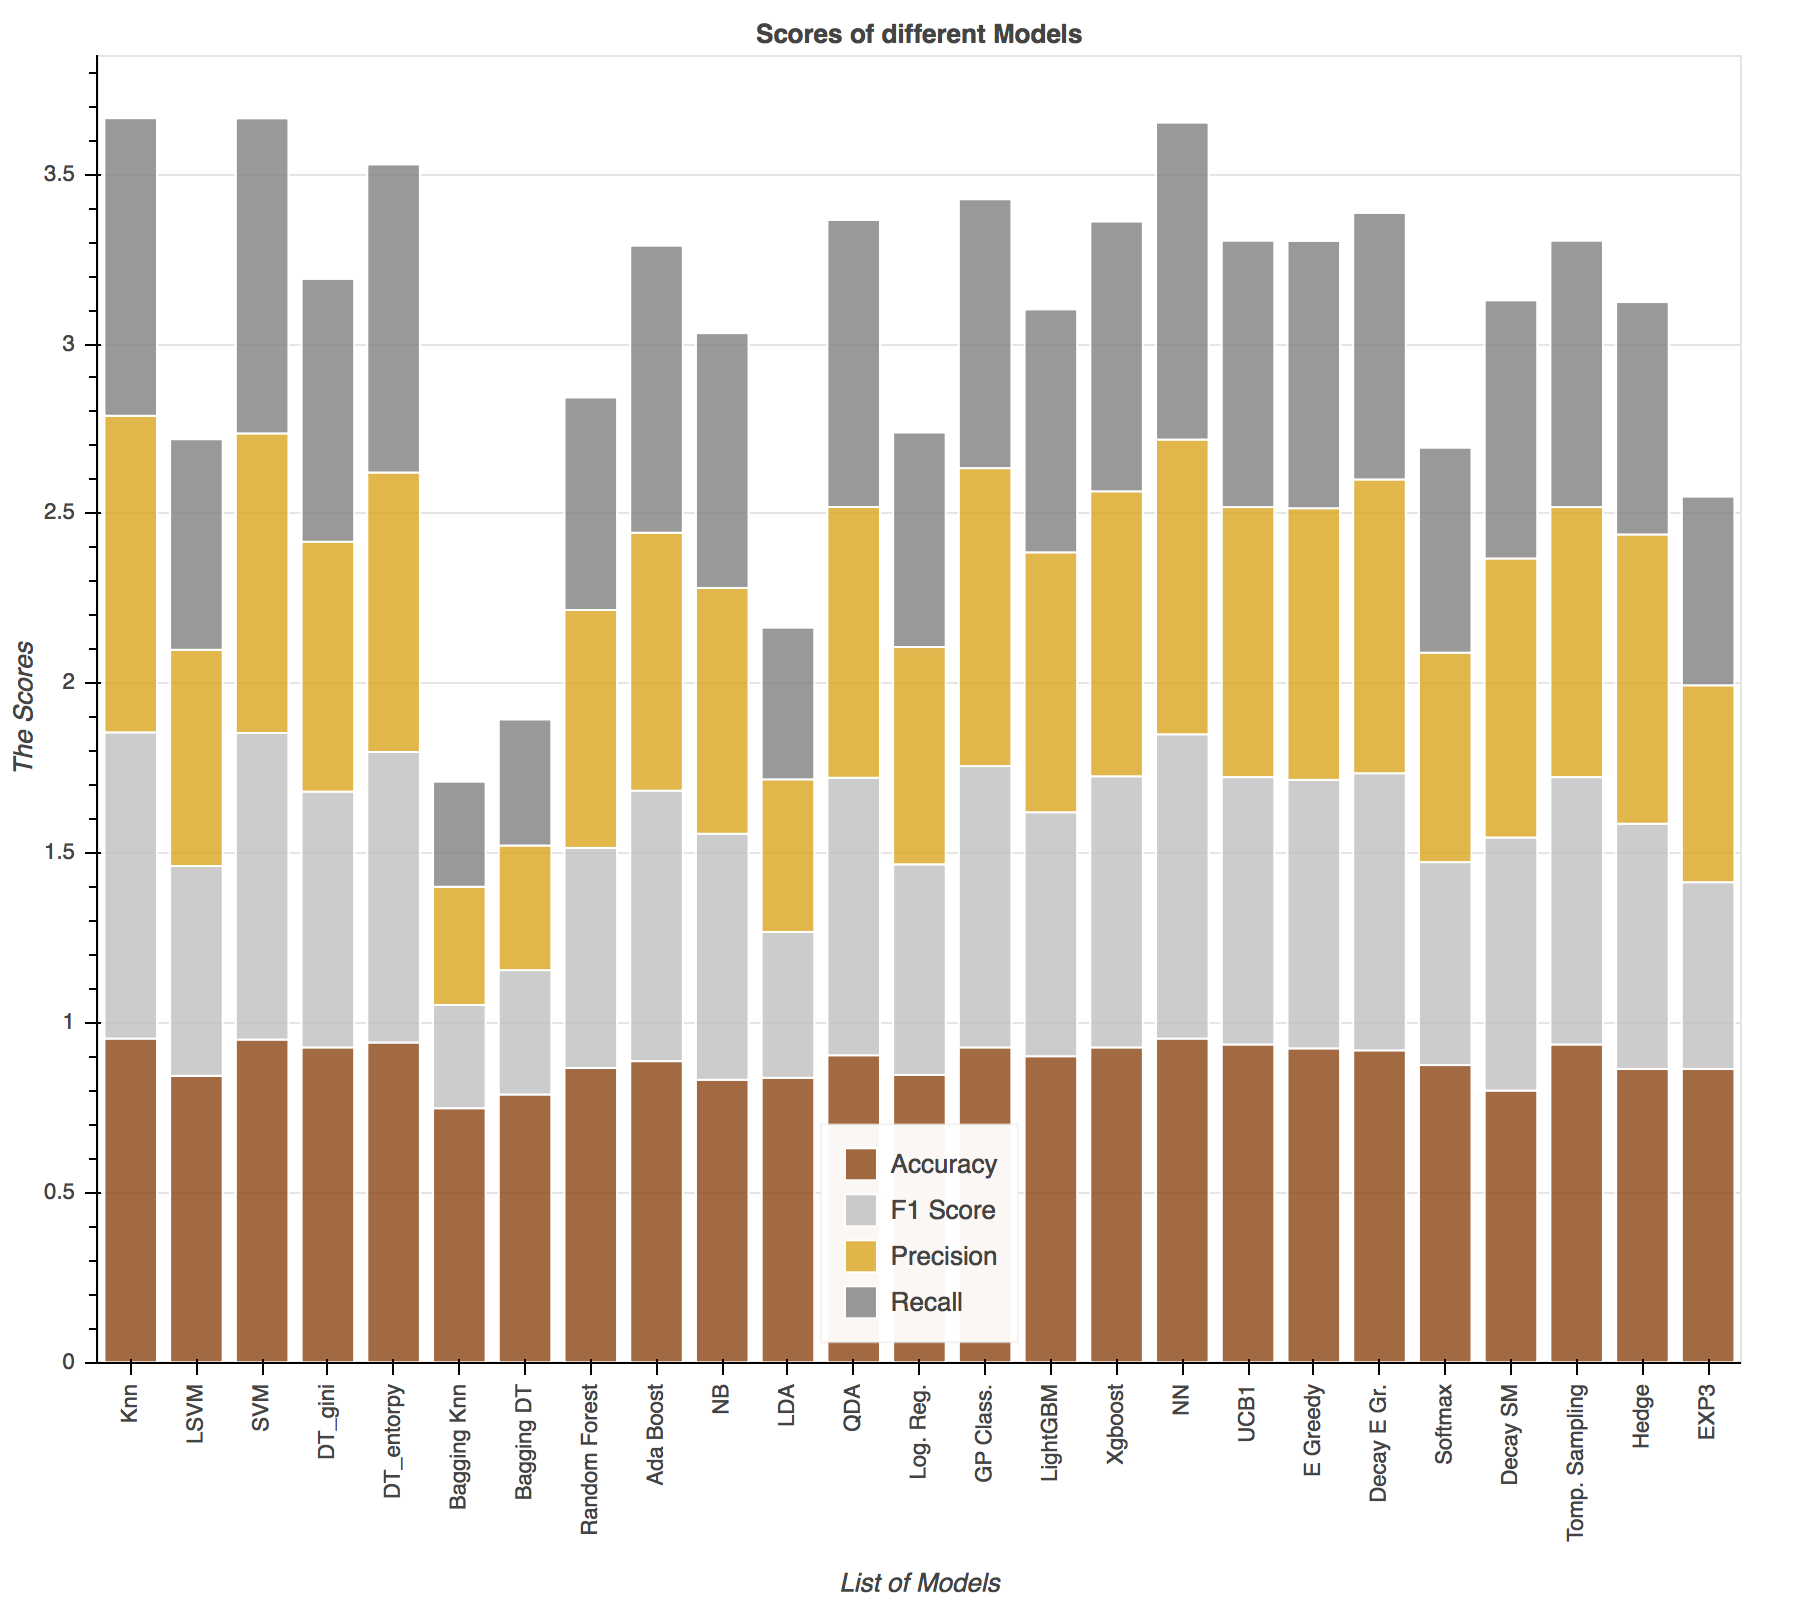 Scores of different Models
The Scores
3.5
3
2.5
2
1.5
1
0.5
0
Accuracy
F1 Score
Precision
Recall
Knn
LSVM
SVM
DT_gini
DT_entorpy
Bagging Knn
Bagging DT
Random Forest
Ada Boost
NB
LDA
QDA
Log. Reg.
GP Class.
LightGBM
Xgboost
NN
UCB1
E Greedy
Decay E Gr.
Softmax
Decay SM
Tomp. Sampling
Hedge
EXP3
List of Models